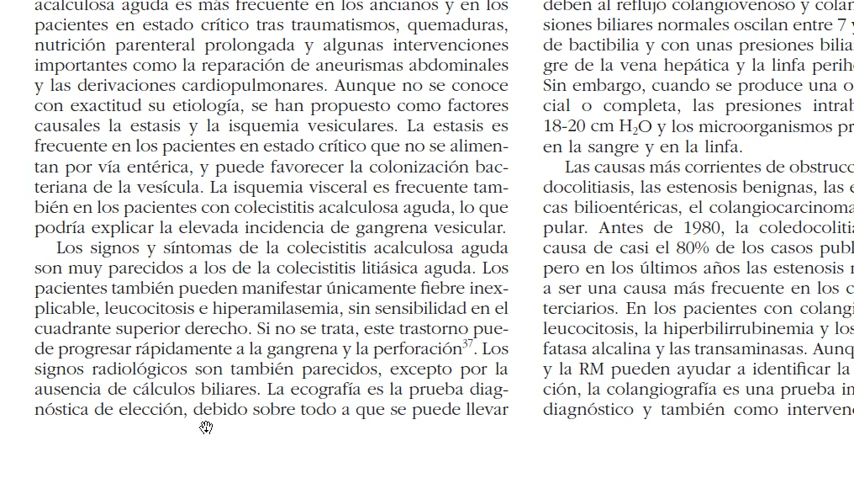 acalculosa aguda es más frecuente en los ancianos y en los
pacientes en estado crítico tras traumatismos, quemaduras,
nutrición parenteral prolongada y algunas intervenciones
importantes como la reparación de aneurismas abdominales
y las derivaciones cardiopulmonares. Aunque no se conoce
con exactitud su etiología, se han propuesto como factores
causales la estasis y la isquemia vesiculares. La estasis es
frecuente en los pacientes en estado crítico que no se alimen-
tan por vía entérica, y puede favorecer la colonización bac-
teriana de la vesícula. La isquemia visceral es frecuente tam-
bién en los pacientes con colecistitis acalculosa aguda, lo que
podría explicar la elevada incidencia de gangrena vesicular.
Los signos y síntomas de la colecistitis acalculosa aguda
son muy parecidos a los de la colecistitis litiásica aguda. Los
pacientes también pueden manifestar únicamente fiebre inex-
plicable, leucocitosis e hiperamilasemia, sin sensibilidad en el
cuadrante superior derecho. Si no se trata, este trastorno pue-
de progresar rápidamente a la gangrena y la perforación37. Los
signos radiológicos son también parecidos, excepto por la
ausencia de cálculos biliares. La ecografía es la prueba diag-
nóstica de elección, debido sobre todo a que se puede llevar
deben al reflujo colangiovenoso y colan
siones biliares normales oscilan entre 7 y
de bactibilia y con unas presiones bilia
gre de la vena hepática y la linfa perih
Sin embargo, cuando se produce una o
cial o completa, las presiones intrab
18-20 cm H2O y los microorganismos pr
en la sangre y en la linfa.
Las causas más corrientes de obstrucc
docolitiasis, las estenosis benignas, las e
cas bilioentéricas, el colangiocarcinoma
pular. Antes de 1980, la coledocolitia
causa de casi el 80% de los casos publ
pero en los últimos años las estenosis
a ser una causa más frecuente en los c
terciarios. En los pacientes con colangi
leucocitosis, la hiperbilirrubinemia y los
fatasa alcalina y las transaminasas. Aunq
y la RM pueden ayudar a identificar la
ción, la colangiografía es una prueba in
diagnóstico y también como interven